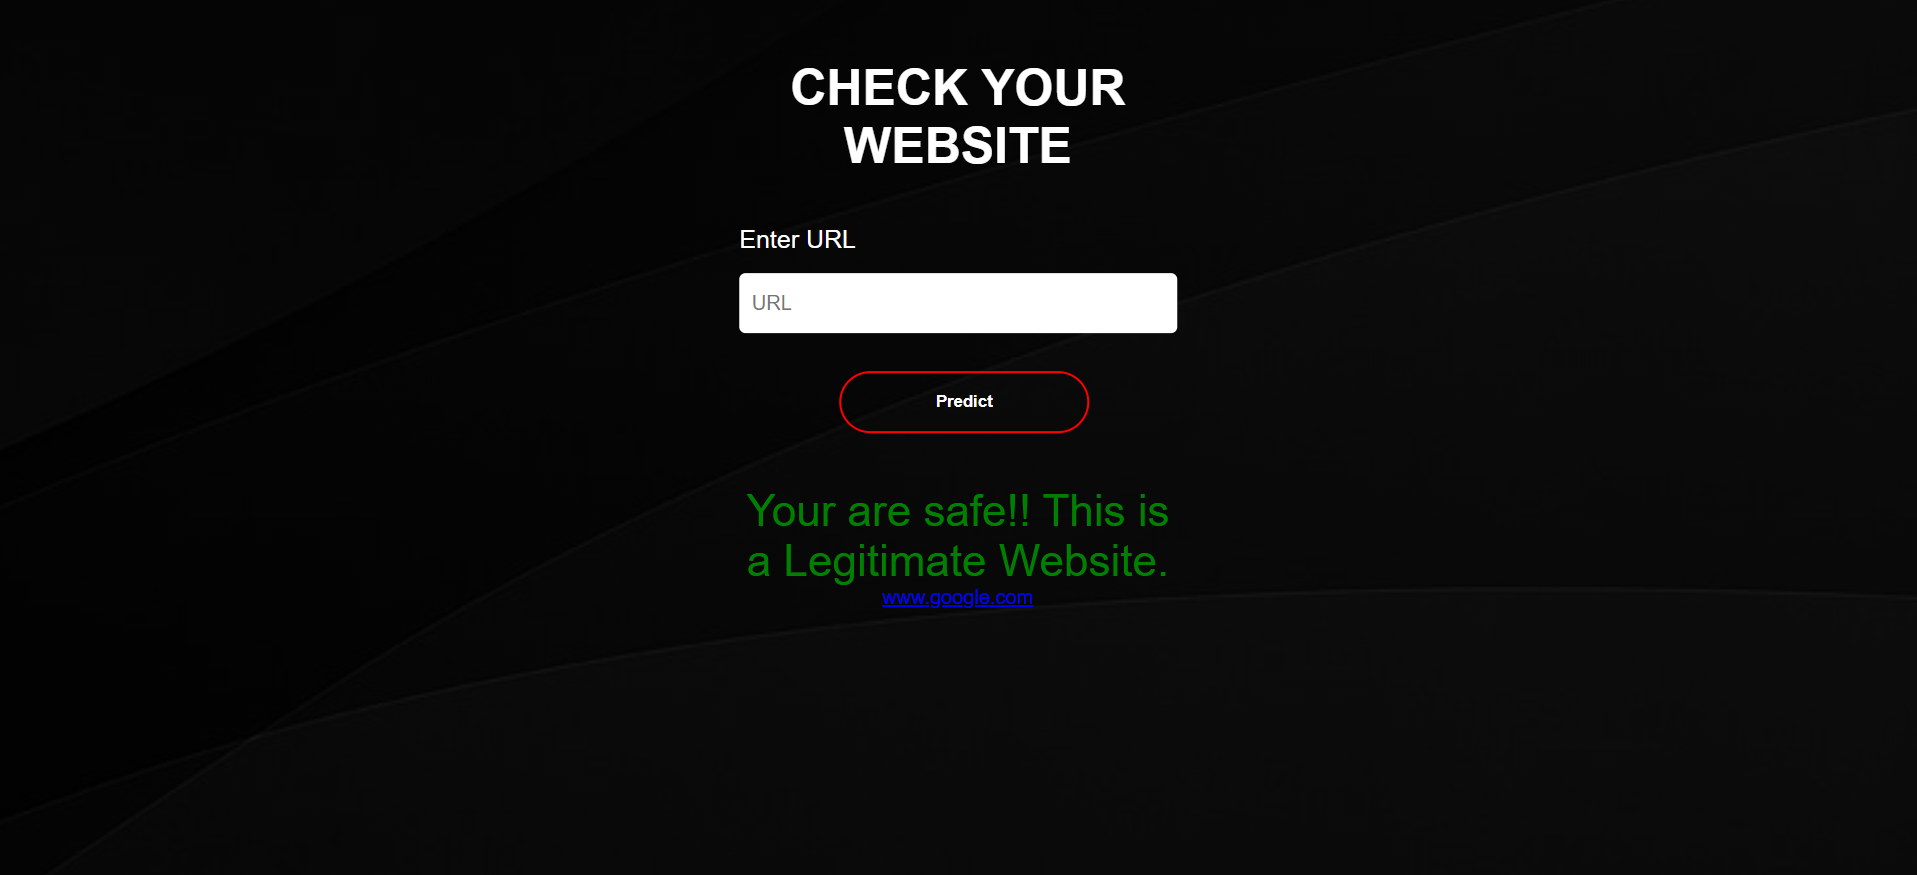 CHECK YOUR
WEBSITE
Enter URL
URL
Predict
Your are safe!! This is
a Legitimate Website.
www.google.com